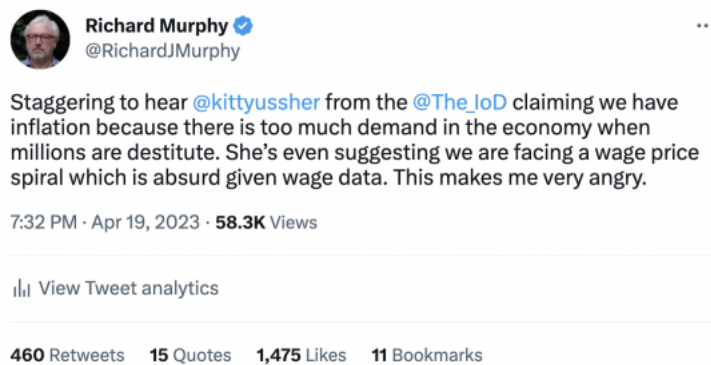 Richard Murphy
@RichardJMurphy
Staggering to hear @kittyussher from the @The_IoD claiming we have
inflation because there is too much demand in the economy when
millions are destitute. She’s even suggesting we are facing a wage price
spiral which is absurd given wage data. This makes me very angry.
7:32 PM · Apr 19, 2023 · 58.3K Views
View Tweet analytics
460 Retweets 15 Quotes 1,475 Likes 11 Bookmarks